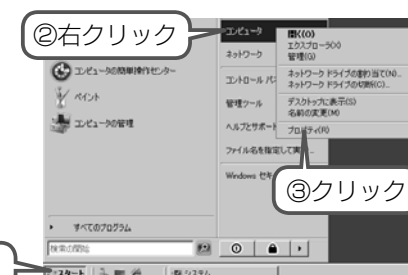 ②右クリック
コンピュータ
開く(O)
エクスプローラ(X)
管理(G)
ネットワーク
ネットワーク ドライブの割り当て(N)...
ネットワーク ドライブの切断(C)...
コンピュータの簡単操作センター
コントロール パ
ペイント
管理ツール
デスクトップに表示(S)
名前の変更(M)
コンピュータの管理
ヘルプとサポート
プロパティ(R)
ファイル名を指定して実
Windows セキ
③クリック
すべてのプログラム
検索の開始
スタート
システム